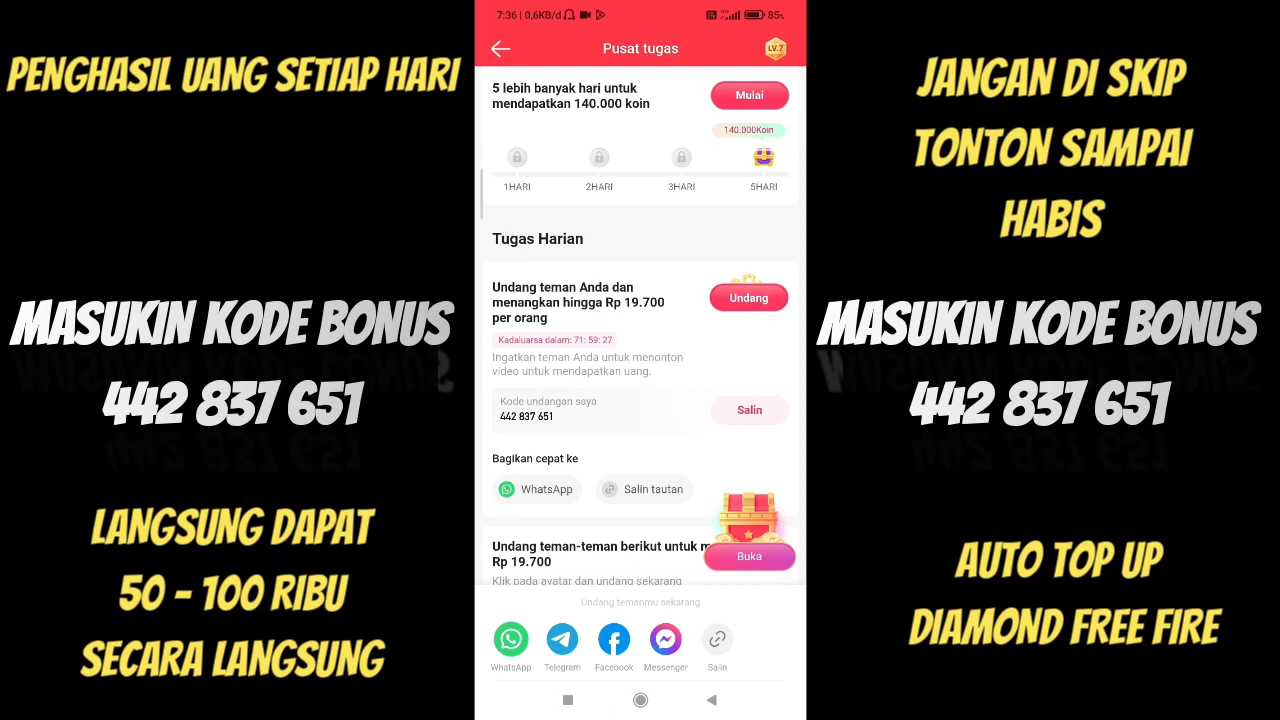 PENGHASIL UANG SETIAP HARI
MASUKIN KODE BONUS
442 837 651
LANGSUNG DAPAT
50 - 100 RIBU
SECARA LANGSUNG
7:36 | 0,6KB/d
85%
Pusat tugas
LV.7
5 lebih banyak hari untuk
mendapatkan 140.000 koin
Mulai
140.000Koin
1HARI
2HARI
3HARI
5HARI
Tugas Harian
Undang teman Anda dan
menangkan hingga Rp 19.700
per orang
Undang
Kadaluarsa dalam: 71: 59: 27
Ingatkan teman Anda untuk menonton
video untuk mendapatkan uang.
Kode undangan saya
442 837 651
Salin
Bagikan cepat ke
WhatsApp
Salin tautan
Undang teman-teman berikut untuk m
Rp 19.700
Buka
Klik pada avatar dan undang sekarang
Undang temanmu sekarang
WhatsApp
Telegram
Facebook
Messenger
Salin
JANGAN DI SKIP
TONTON SAMPAI
HABIS
MASUKIN KODE BONUS
442 837 651
AUTO TOP UP
DIAMOND FREE FIRE